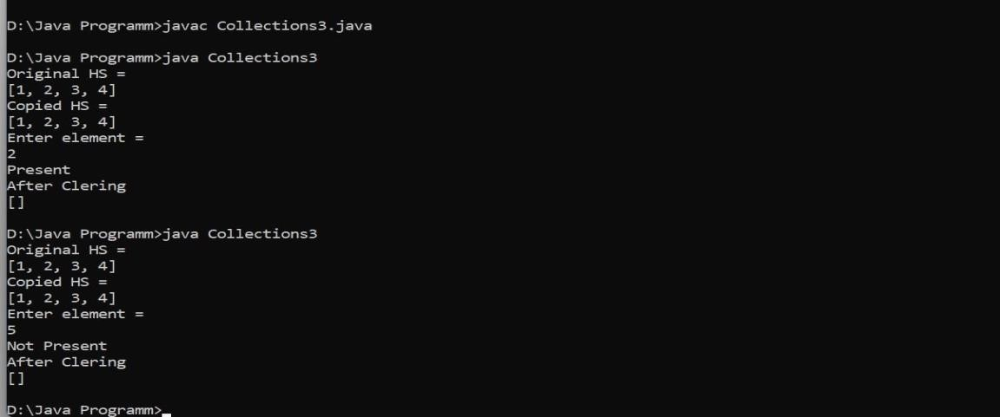 D:\Java Programm>javac Collections3.java
D:\Java Programm>java Collections3
Original HS =
[1, 2, 3, 4]
Copied HS =
[1, 2, 3, 4]
Enter element =
2
Present
After Clering
[]
D:\Java Programm>java Collections3
Original HS =
[1, 2, 3, 4]
Copied HS =
[1, 2, 3, 4]
Enter element =
5
Not Present
After Clering
[]
D:\Java Programm>